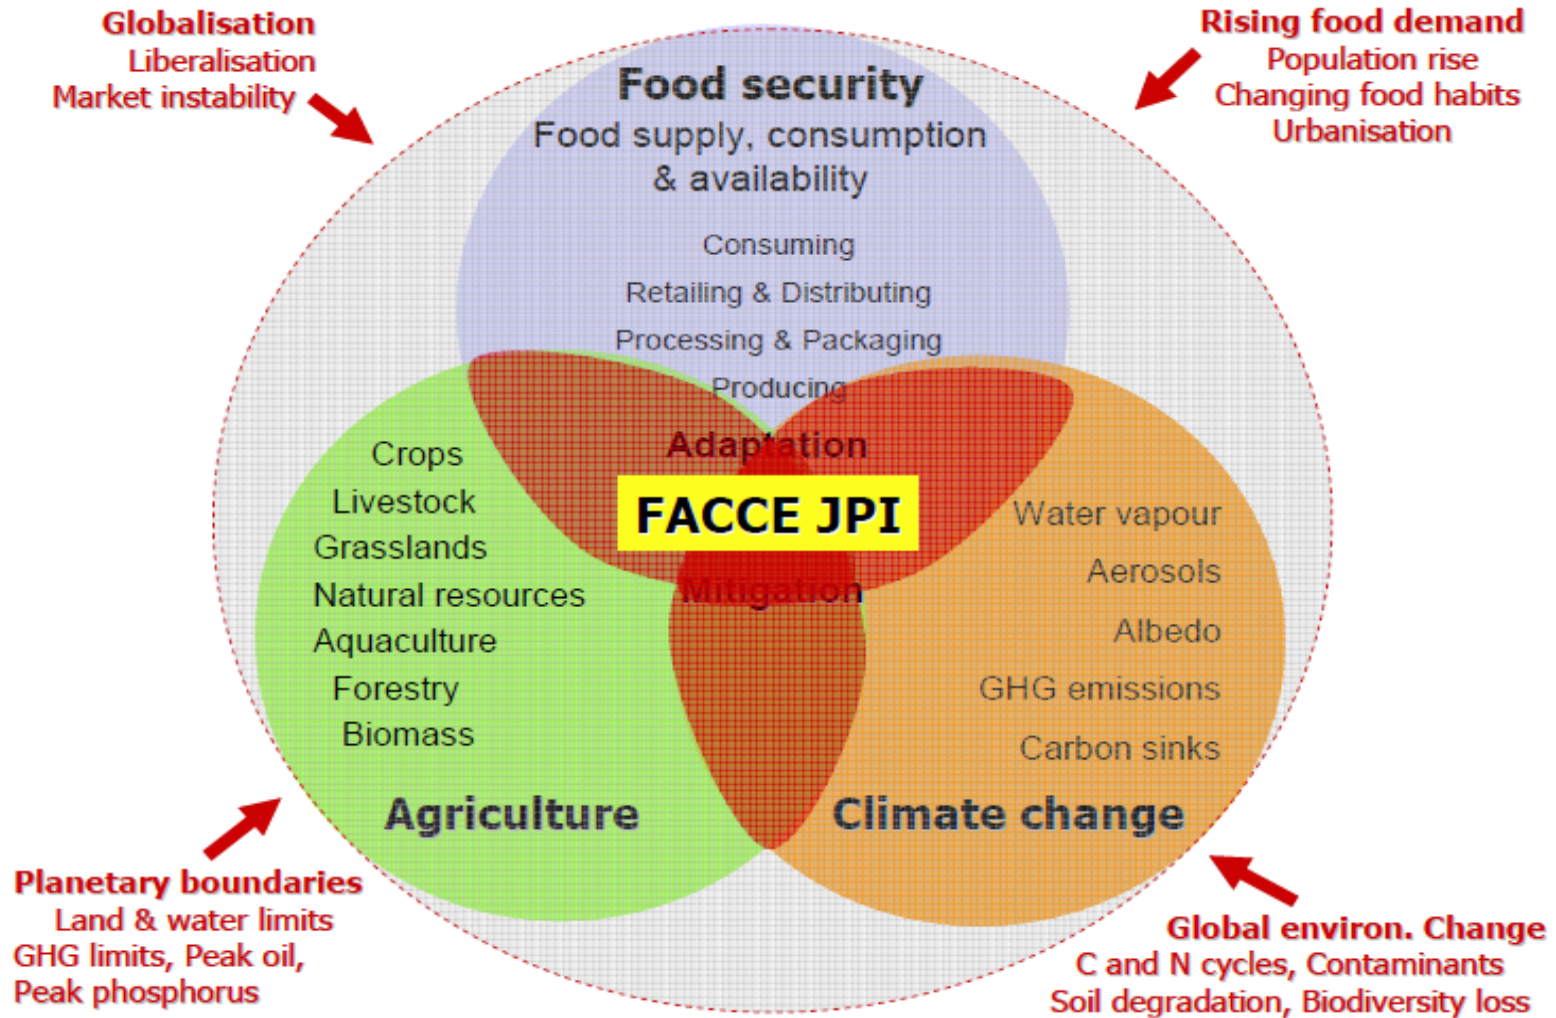 Globalisation
Liberalisation
Market instability
Rising food demand
Population rise
Changing food habits
Urbanisation
Food security
Food supply, consumption
& availability
Consuming
Retailing & Distributing
Processing & Packaging
Producing
Adaptation
FACCE JPI
Mitigation
Crops
Livestock
Grasslands
Natural resources
Aquaculture
Forestry
Biomass
Agriculture
Water vapour
Aerosols
Albedo
GHG emissions
Carbon sinks
Climate change
Planetary boundaries
Land & water limits
GHG limits, Peak oil,
Peak phosphorus
Global environ. Change
C and N cycles, Contaminants
Soil degradation, Biodiversity loss